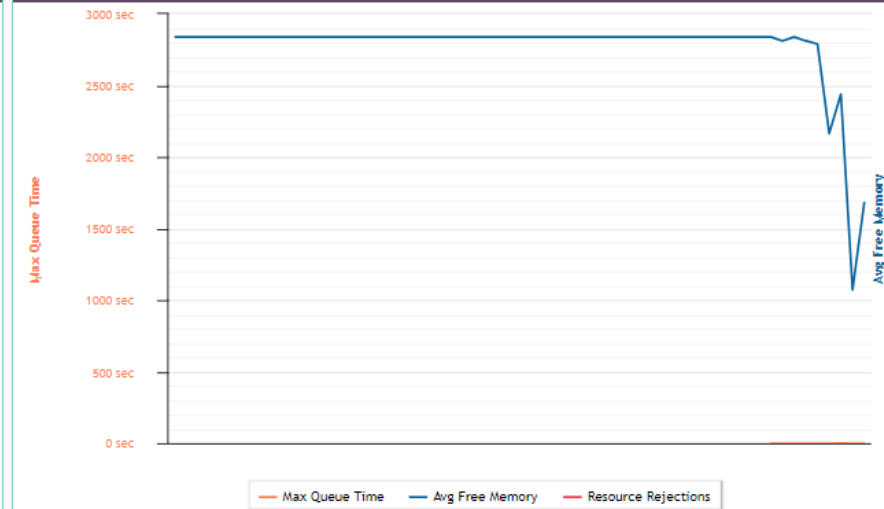 3000 sec
2500 sec
2000 sec
1500 sec
1000 sec
500 sec
0 sec
Max Queue Time
Avg Free Memory
Max Queue Time Avg Free Memory Resource Rejections